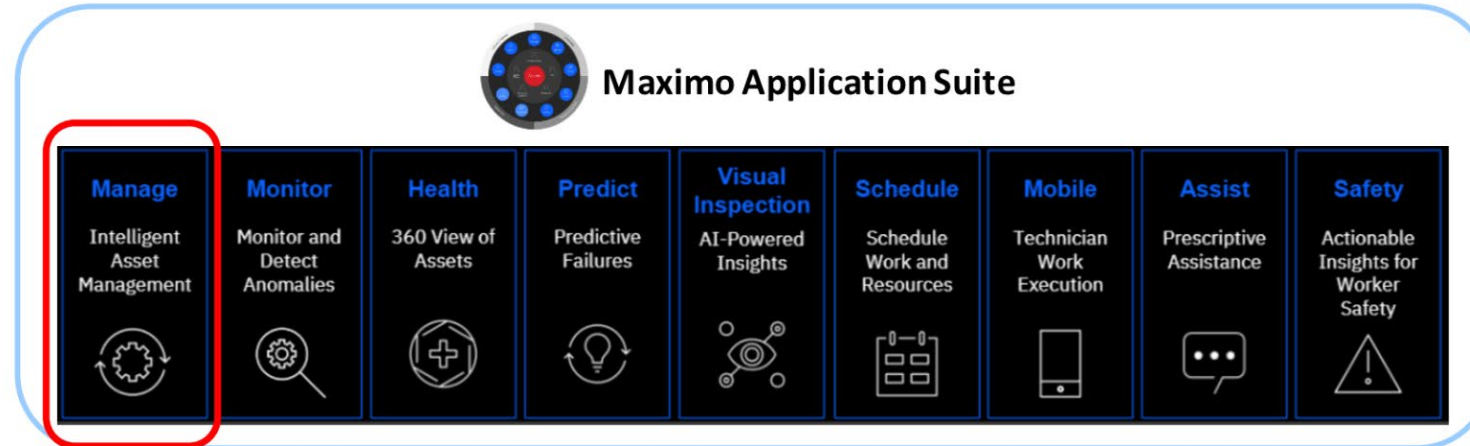 Maximo Application Suite
Manage
Intelligent
Asset
Management
Monitor
Monitor and
Detect
Anomalies
Health
360 View of
Assets
Predict
Predictive
Failures
Visual
Inspection
AI-Powered
Insights
Schedule
Schedule
Work and
Resources
Mobile
Technician
Work
Execution
Assist
Prescriptive
Assistance
Safety
Actionable
Insights for
Worker
Safety